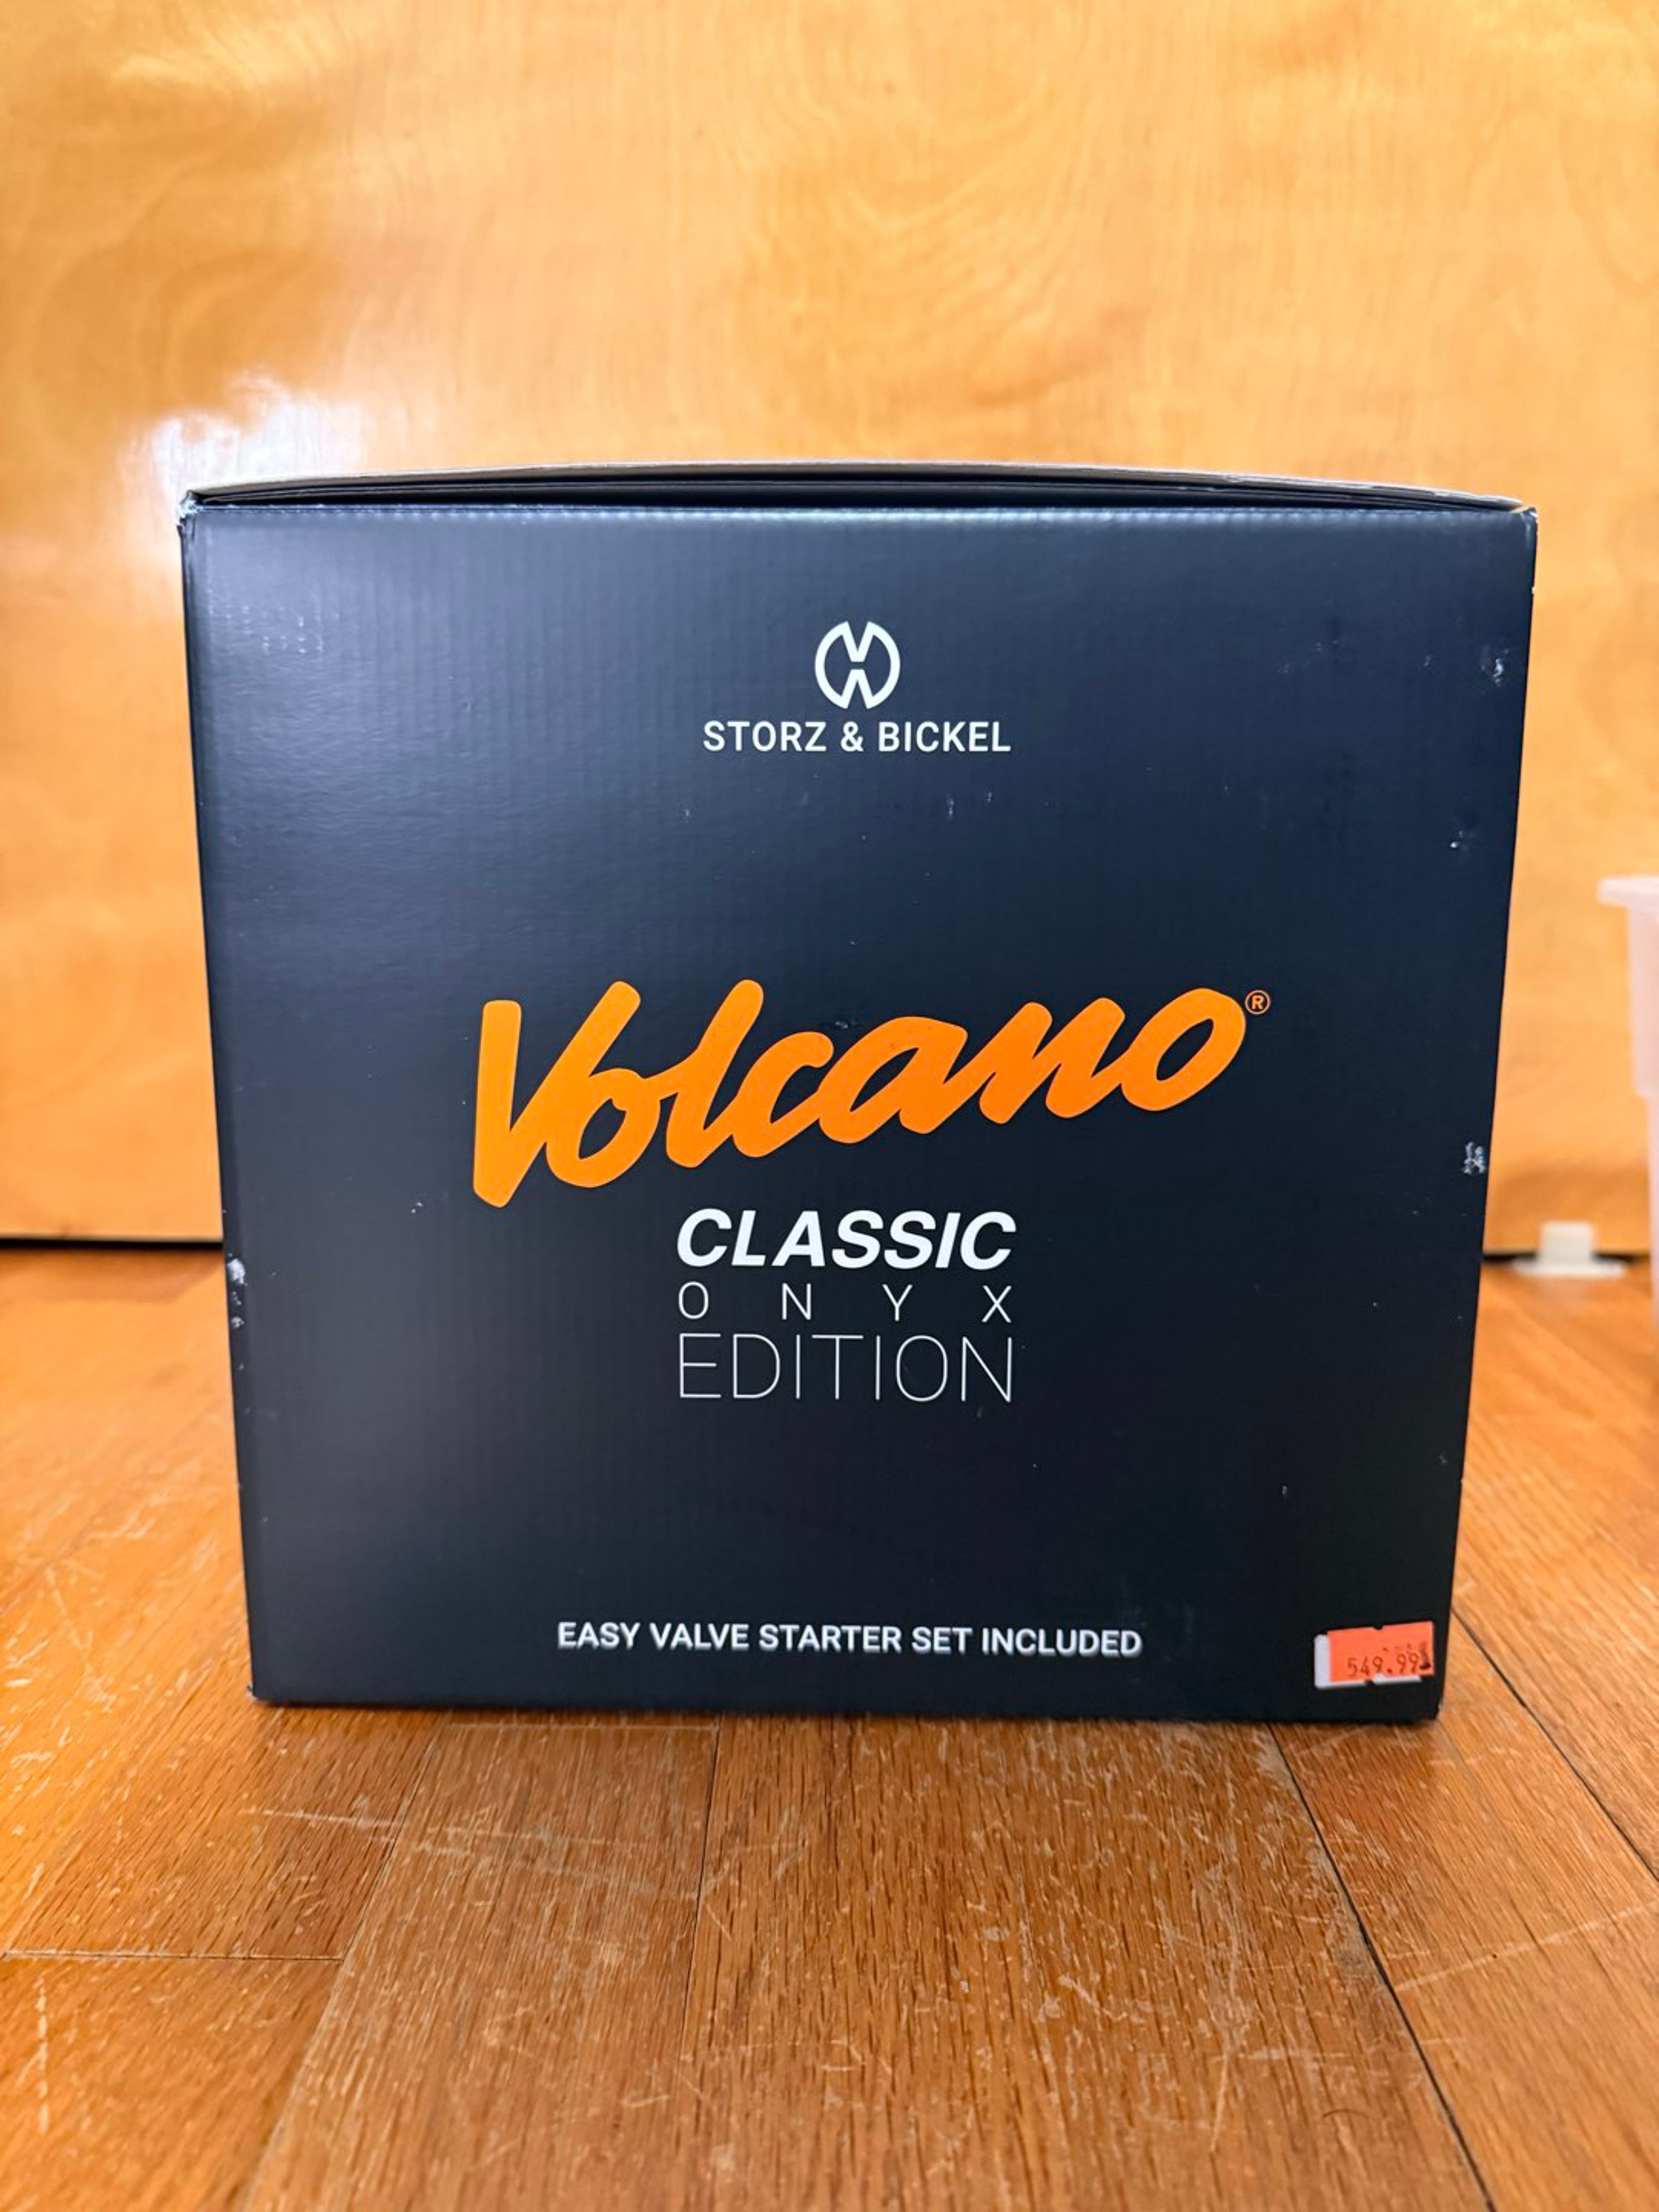 STORZ & BICKEL
Volcano®
CLASSIC
ONYX
EDITION
EASY VALVE STARTER SET INCLUDED
549.99